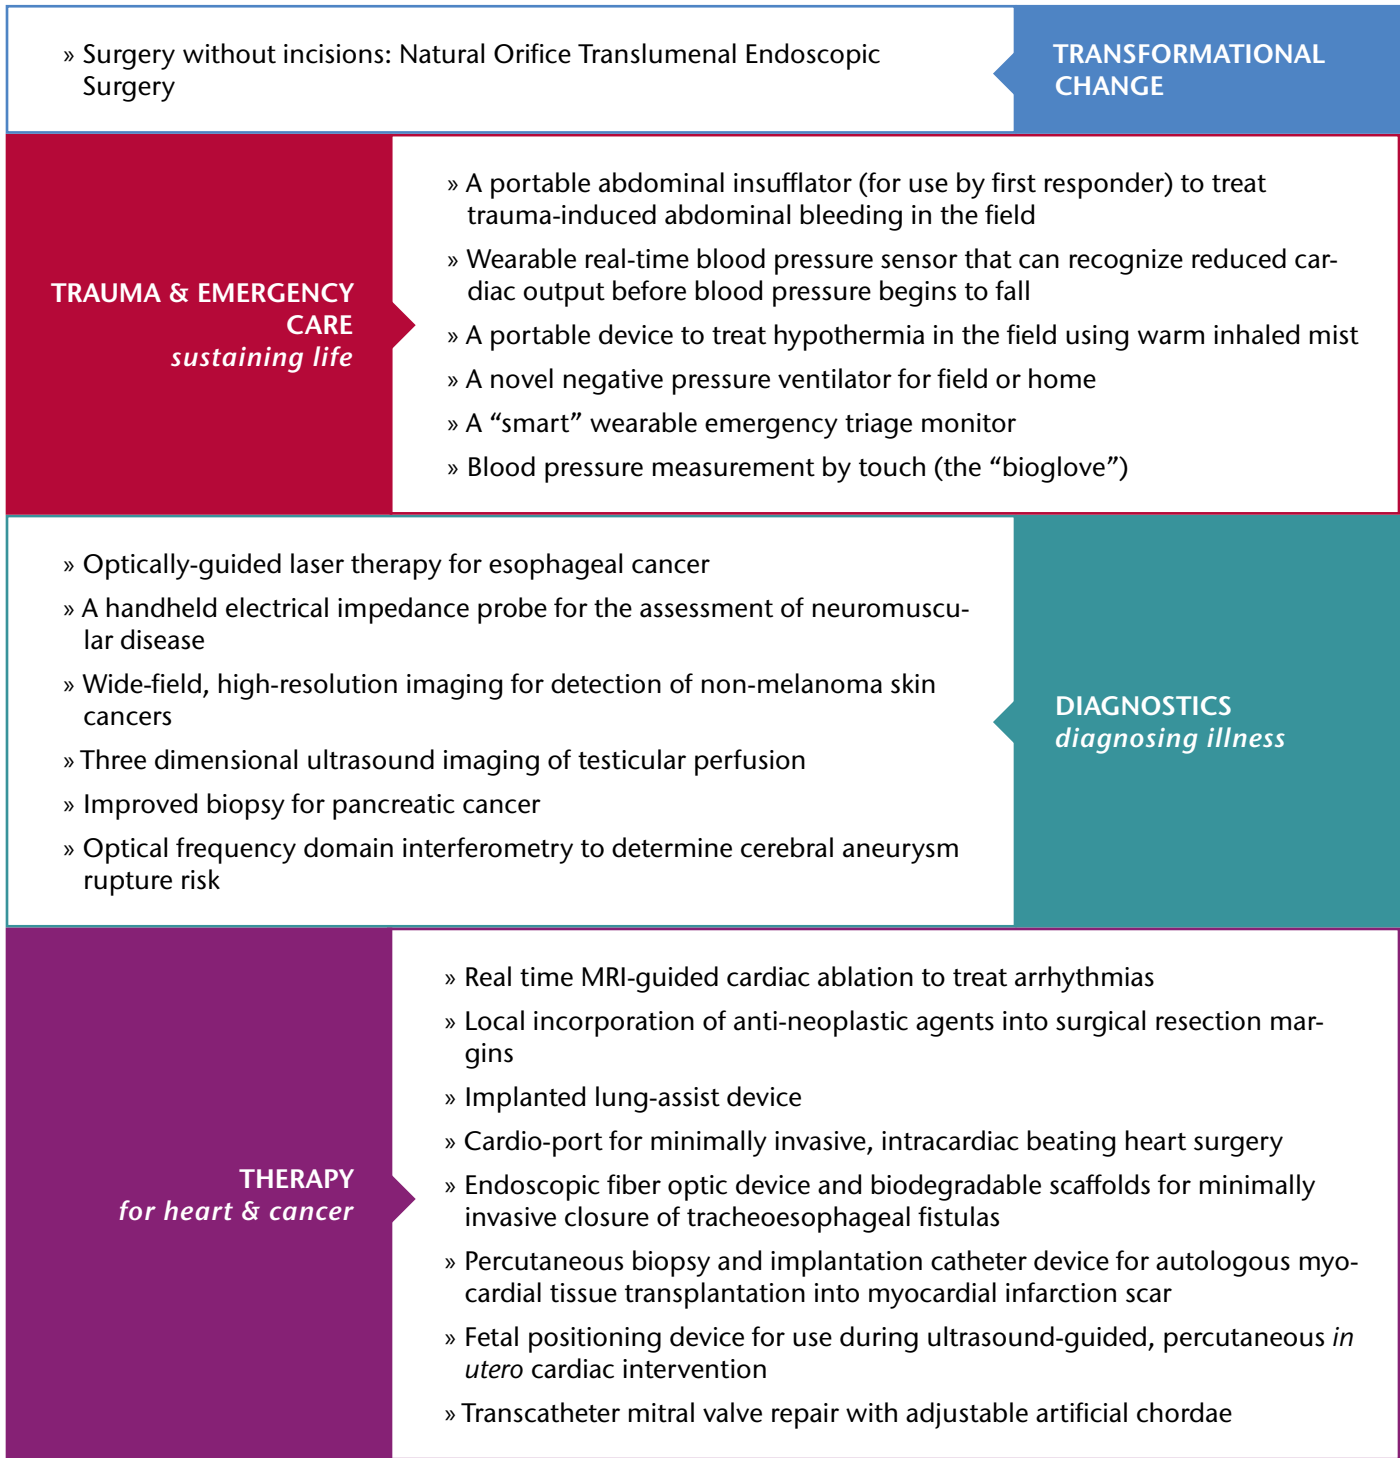 » Surgery without incisions: Natural Orifice Translumenal Endoscopic
Surgery
TRANSFORMATIONAL
CHANGE
TRAUMA & EMERGENCY
CARE
sustaining life
» A portable abdominal insufflator (for use by first responder) to treat
trauma-induced abdominal bleeding in the field
» Wearable real-time blood pressure sensor that can recognize reduced car-
diac output before blood pressure begins to fall
» A portable device to treat hypothermia in the field using warm inhaled mist
» A novel negative pressure ventilator for field or home
» A “smart” wearable emergency triage monitor
» Blood pressure measurement by touch (the “bioglove”)
» Optically-guided laser therapy for esophageal cancer
» A handheld electrical impedance probe for the assessment of neuromuscu-
lar disease
» Wide-field, high-resolution imaging for detection of non-melanoma skin
cancers
» Three dimensional ultrasound imaging of testicular perfusion
» Improved biopsy for pancreatic cancer
» Optical frequency domain interferometry to determine cerebral aneurysm
rupture risk
DIAGNOSTICS
diagnosing illness
THERAPY
for heart & cancer
» Real time MRI-guided cardiac ablation to treat arrhythmias
» Local incorporation of anti-neoplastic agents into surgical resection mar-
gins
» Implanted lung-assist device
» Cardio-port for minimally invasive, intracardiac beating heart surgery
» Endoscopic fiber optic device and biodegradable scaffolds for minimally
invasive closure of tracheoesophageal fistulas
» Percutaneous biopsy and implantation catheter device for autologous myo-
cardial tissue transplantation into myocardial infarction scar
» Fetal positioning device for use during ultrasound-guided, percutaneous in
utero cardiac intervention
» Transcatheter mitral valve repair with adjustable artificial chordae